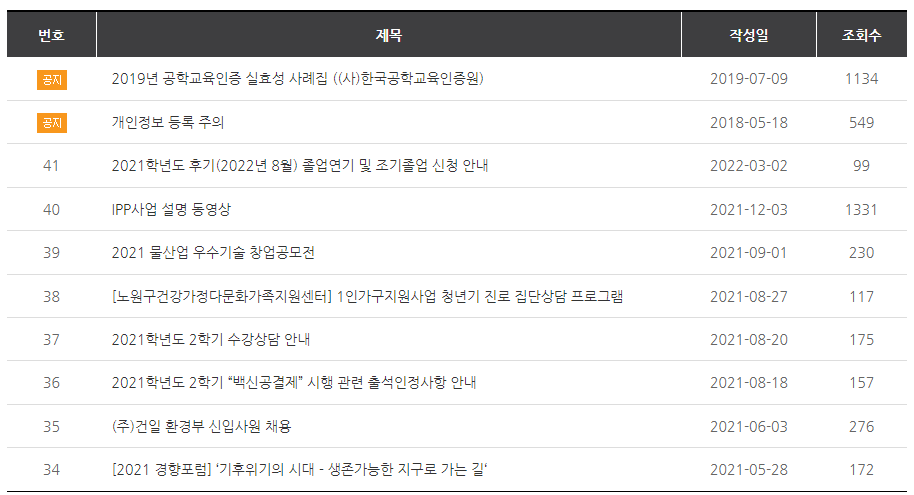 번호 제목 작성일 조회수
공지 2019년 공학교육인증 실효성 사례집 ((사)한국공학교육인증원) 2019-07-09 1134
공지 개인정보 등록 주의 2018-05-18 549
41 2021학년도 후기(2022년 8월) 졸업연기 및 조기졸업 신청 안내 2022-03-02 99
40 IPP사업 설명 동영상 2021-12-03 1331
39 2021 물산업 우수기술 창업공모전 2021-09-01 230
38 [노원구건강가정다문화가족지원센터] 1인가구지원사업 청년기 진로 집단상담 프로그램 2021-08-27 117
37 2021학년도 2학기 수강상담 안내 2021-08-20 175
36 2021학년도 2학기 “백신공결제” 시행 관련 출석인정사항 안내 2021-08-18 157
35 (주)건일 환경부 신입사원 채용 2021-06-03 276
34 [2021 경향포럼] ‘기후위기의 시대 - 생존가능한 지구로 가는 길‘ 2021-05-28 172